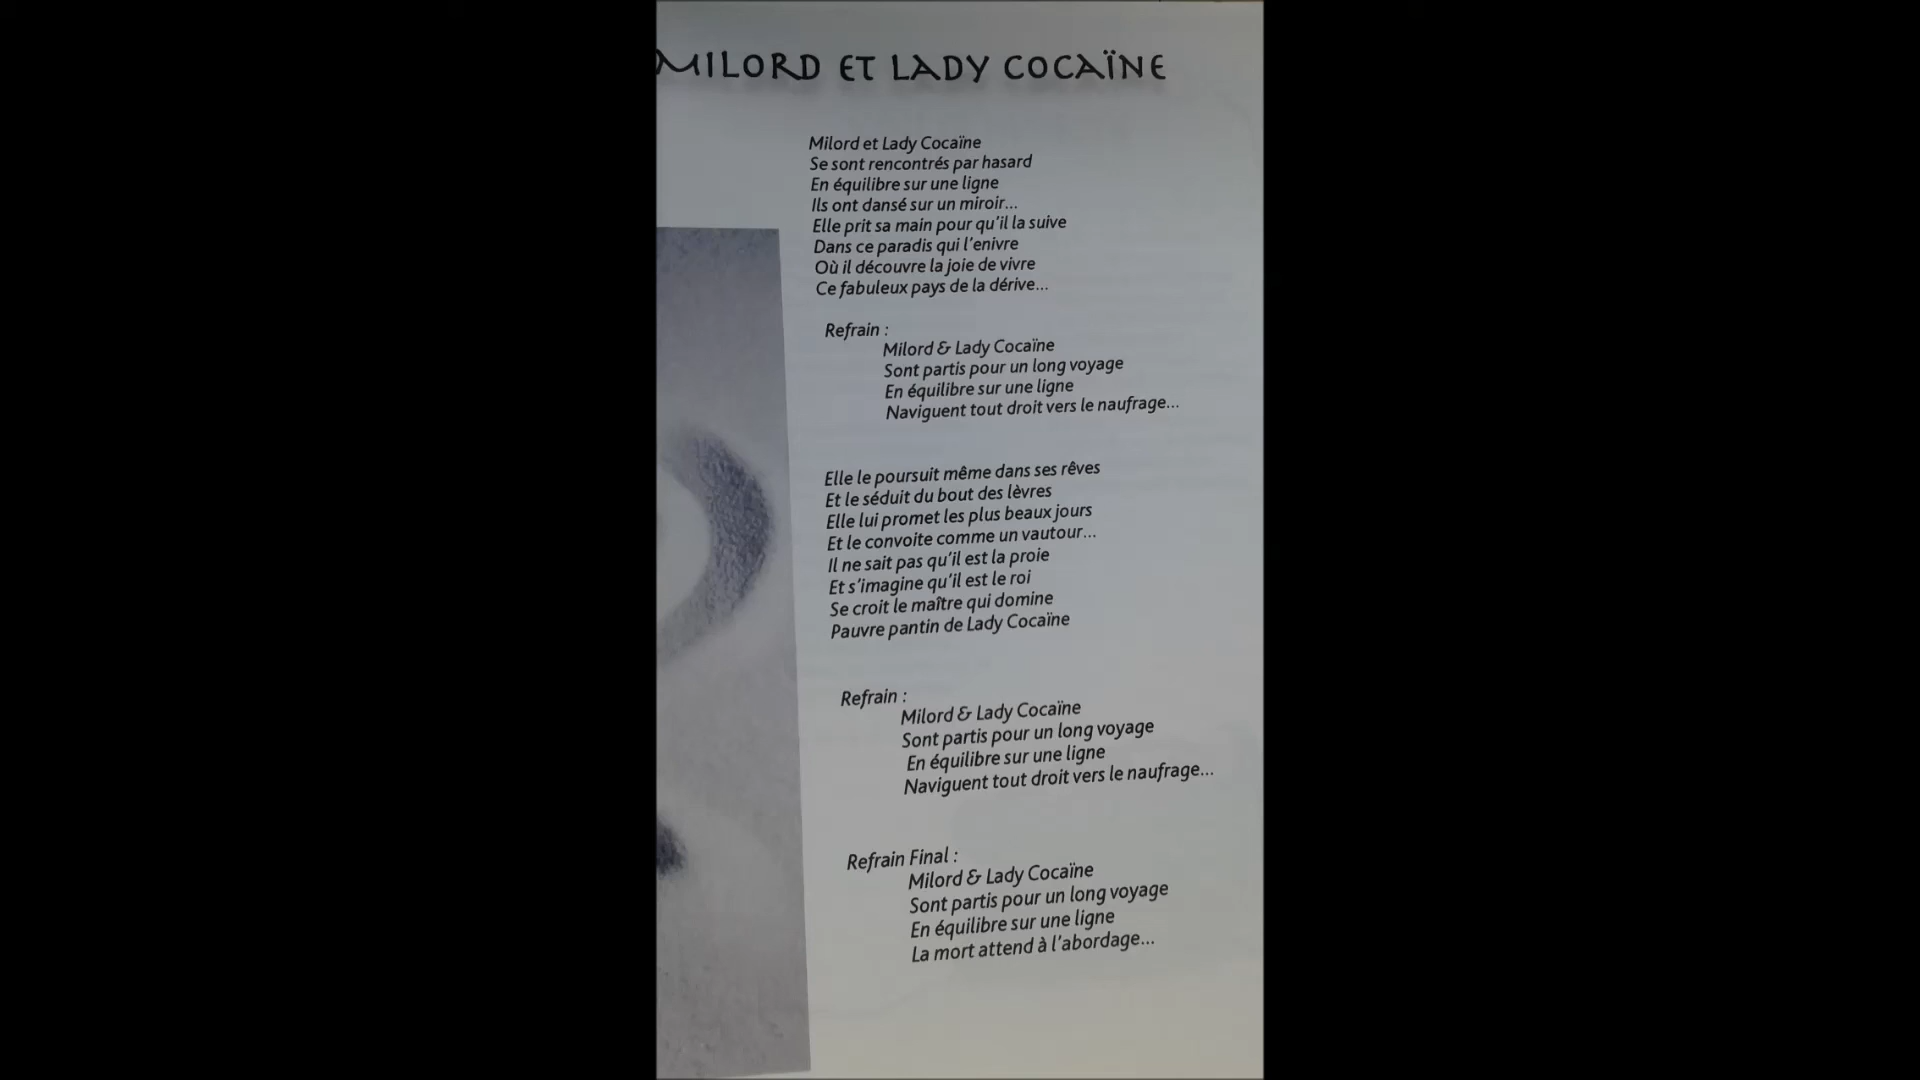 MILORD ET LADY COCAÏNE
Milord et Lady Cocaïne
Se sont rencontrés par hasard
En équilibre sur une ligne
Ils ont dansé sur un miroir...
Elle prit sa main pour qu'il la suive
Dans ce paradis qui l'enivre
Où il découvre la joie de vivre
Ce fabuleux pays de la dérive...
Refrain :
Milord & Lady Cocaïne
Sont partis pour un long voyage
En équilibre sur une ligne
Naviguent tout droit vers le naufrage...
Elle le poursuit même dans ses rêves
Et le séduit du bout des lèvres
Elle lui promet les plus beaux jours
Et le convoite comme un vautour...
Il ne sait pas qu'il est la proie
Et s'imagine qu'il est le roi
Se croit le maître qui domine
Pauvre pantin de Lady Cocaïne
Refrain :
Milord & Lady Cocaïne
Sont partis pour un long voyage
En équilibre sur une ligne
Naviguent tout droit vers le naufrage...
Refrain Final :
Milord & Lady Cocaïne
Sont partis pour un long voyage
En équilibre sur une ligne
La mort attend à l'abordage...